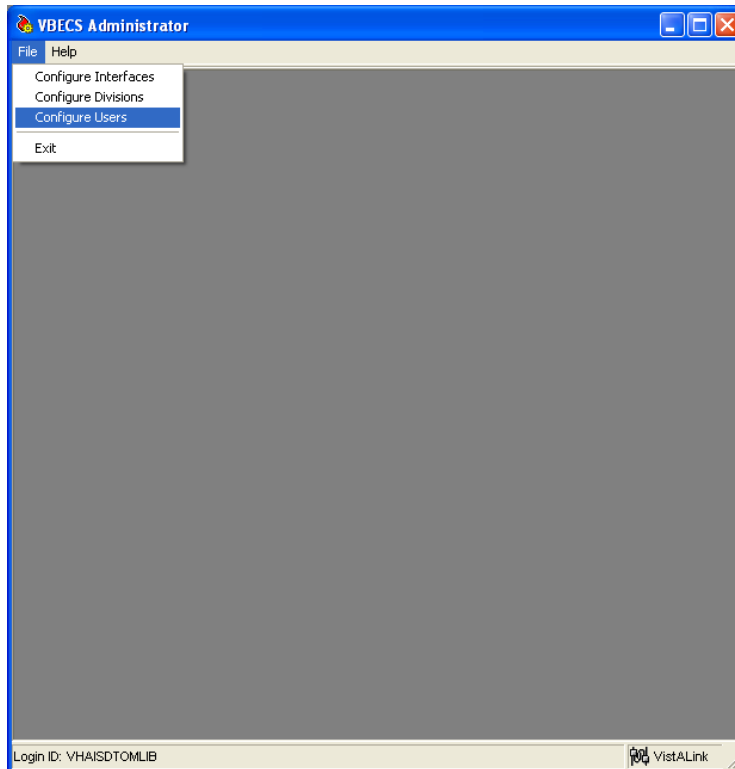 VBECS Administrator
File Help
Configure Interfaces
Configure Divisions
Configure Users
Exit
Login ID: VHAISDTOMLIB VistALink